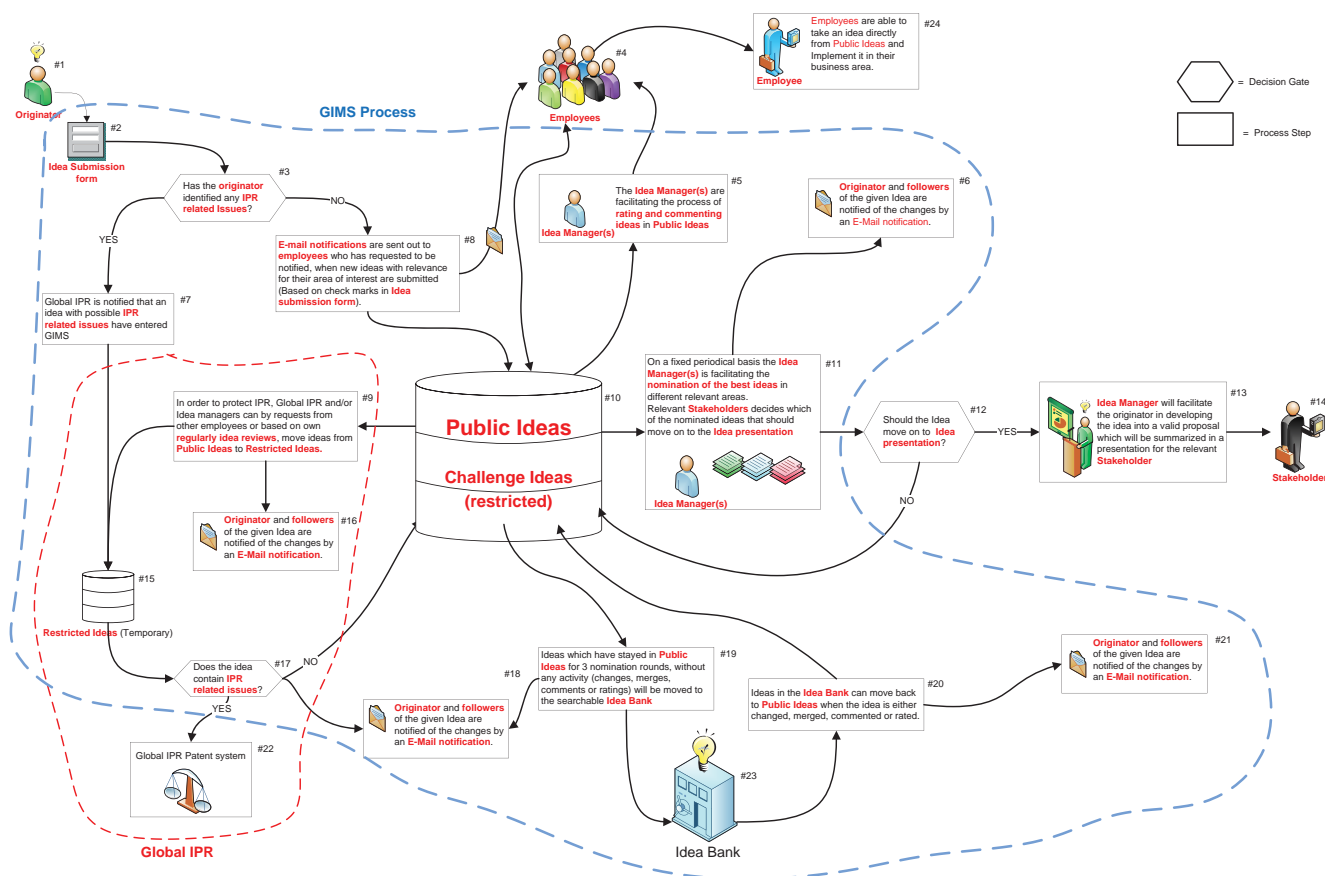 #1
Originator
GIMS Process
#2
Idea Submission
form
#3
Has the originator
identified any IPR
related Issues?
YES
NO
#4
Employees
#24
Employees are able to
take an idea directly
from Public Ideas and
Implement it in their
business area.
Employee
= Decision Gate
= Process Step
#5
The Idea Manager(s) are
facilitating the process of
rating and commenting
ideas in Public Ideas
Idea Manager(s)
#6
Originator and followers
of the given Idea are
notified of the changes by
an E-mail notification.
#8
E-mail notifications are sent out to
employees who has requested to be
notified, when new ideas with relevance
for their area of interest are submitted
(Based on check marks in Idea
submission form).
#7
Global IPR is notified that an
idea with possible IPR
related issues have entered
GIMS
#9
In order to protect IPR, Global IPR and/or
Idea managers can by requests from
other employees or based on own
regularly idea reviews, move ideas from
Public Ideas to Restricted Ideas.
#10
Public Ideas
Challenge Ideas
(restricted)
#11
On a fixed periodical basis the Idea
Manager(s) is facilitating the
nomination of the best ideas in
different relevant areas.
Relevant Stakeholders decides which
of the nominated ideas that should
move on to the Idea presentation
Idea Manager(s)
#12
Should the Idea
move on to Idea
presentation?
YES
NO
#13
Idea Manager will facilitate
the originator in developing
the idea into a valid proposal
which will be summarized in a
presentation for the relevant
Stakeholder
#14
Stakeholder
#16
Originator and followers
of the given Idea are
notified of the changes by
an E-Mail notification.
#15
Restricted Ideas (Temporary)
#17
Does the idea
contain IPR
related issues?
NO
YES
#18
Originator and followers
of the given Idea are
notified of the changes by
an E-Mail notification.
#19
Ideas which have stayed in Public
Ideas for 3 nomination rounds, without
any activity (changes, merges,
comments or ratings) will be moved to
the searchable Idea Bank
#20
Ideas in the Idea Bank can move back
to Public Ideas when the idea is either
changed, merged, commented or rated.
#21
Originator and followers
of the given Idea are
notified of the changes by
an E-Mail notification.
#22
Global IPR Patent system
#23
Idea Bank
Global IPR